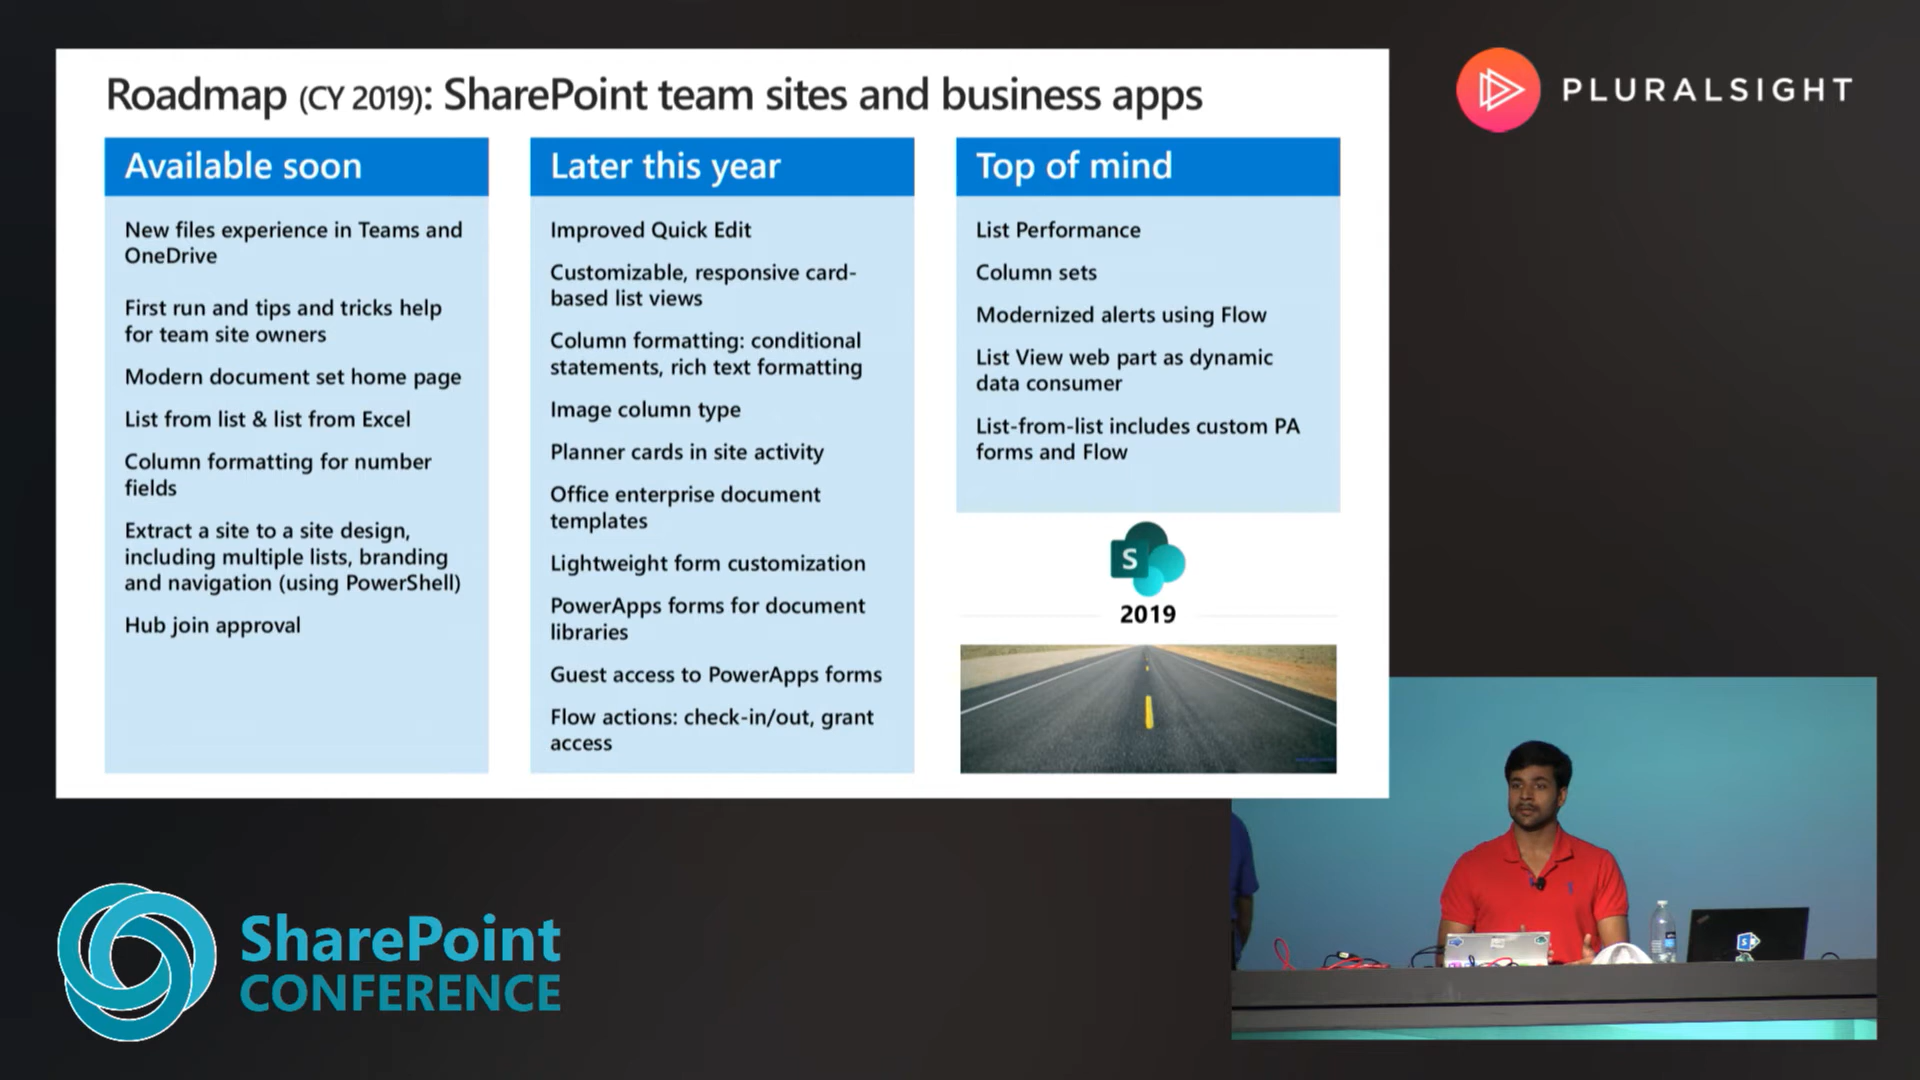 Roadmap (CY 2019): SharePoint team sites and business apps
Available soon
New files experience in Teams and
OneDrive
First run and tips and tricks help
for team site owners
Modern document set home page
List from list & list from Excel
Column formatting for number
fields
Extract a site to a site design,
including multiple lists, branding
and navigation (using PowerShell)
Hub join approval
Later this year
Improved Quick Edit
Customizable, responsive card-
based list views
Column formatting: conditional
statements, rich text formatting
Image column type
Planner cards in site activity
Office enterprise document
templates
Lightweight form customization
PowerApps forms for document
libraries
Guest access to PowerApps forms
Flow actions: check-in/out, grant
access
Top of mind
List Performance
Column sets
Modernized alerts using Flow
List View web part as dynamic
data consumer
List-from-list includes custom PA
forms and Flow
S
2019
PLURALSIGHT
SharePoint
CONFERENCE
S